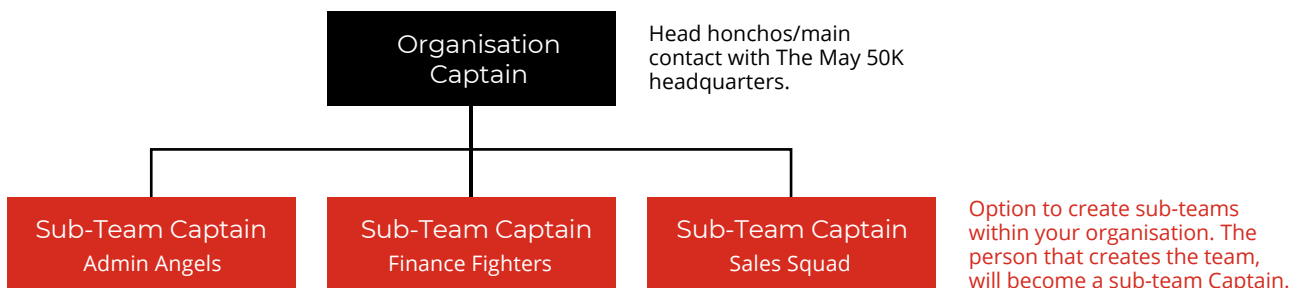 Organisation
Captain
Head honchos/main
contact with The May 50K
headquarters.
Sub-Team Captain
Admin Angels
Sub-Team Captain
Finance Fighters
Sub-Team Captain
Sales Squad
Option to create sub-teams
within your organisation. The
person that creates the team,
will become a sub-team Captain.